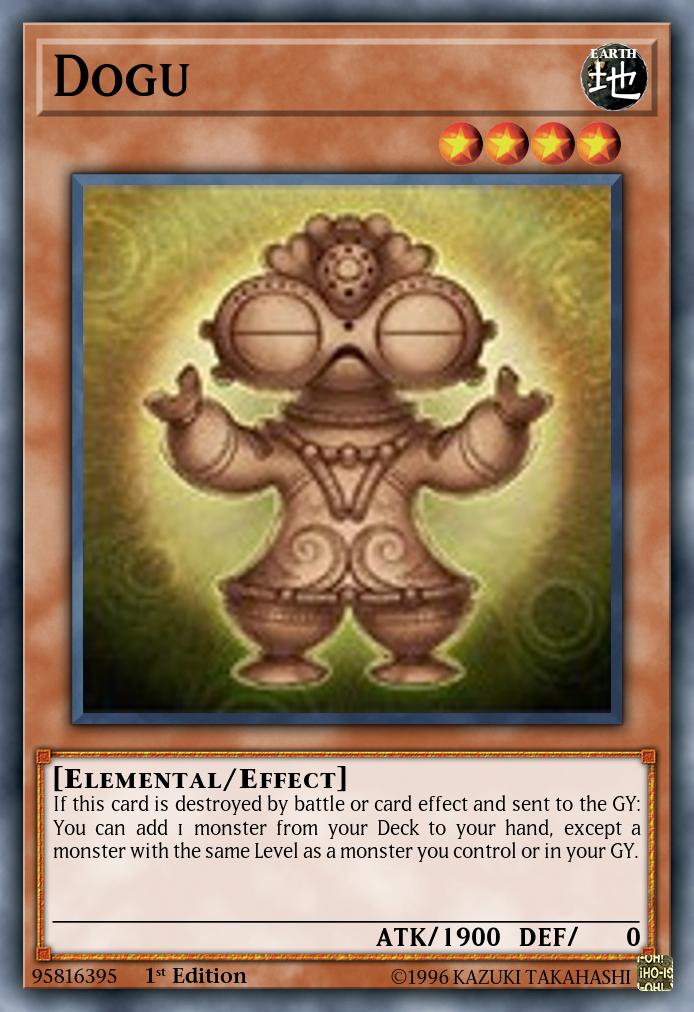 Dogu
EARTH
地
[Elemental/Effect]
If this card is destroyed by battle or card effect and sent to the GY:
You can add 1 monster from your Deck to your hand, except a
monster with the same Level as a monster you control or in your GY.
ATK/1900 DEF/ 0
95816395 1st Edition ©1996 KAZUKI TAKAHASHI